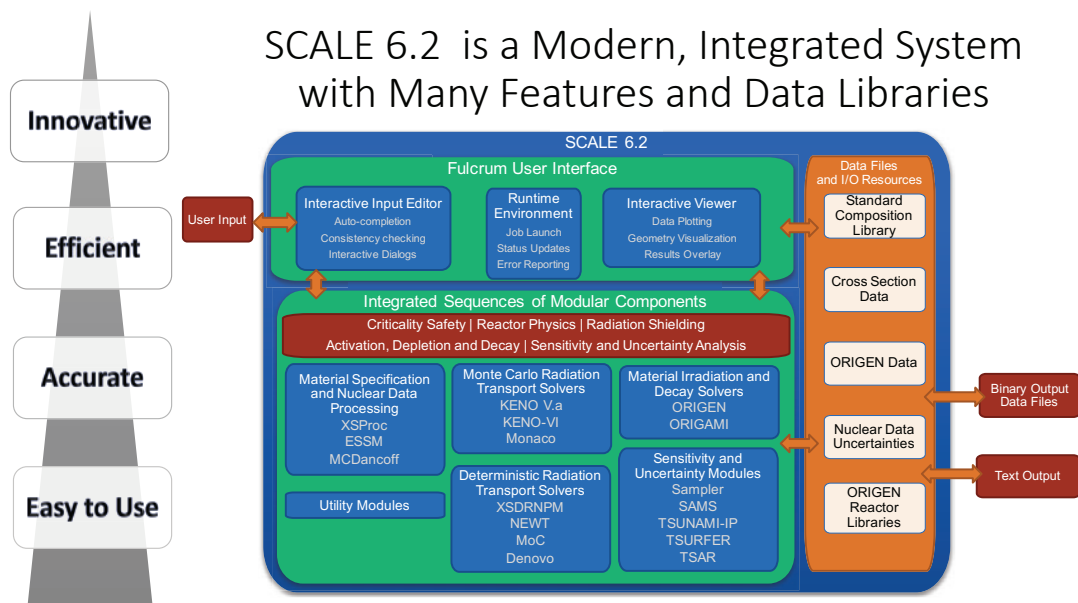 SCALE 6.2 is a Modern, Integrated System
with Many Features and Data Libraries
Innovative
Efficient
Accurate
Easy to Use
SCALE 6.2
Fulcrum User Interface
User Input
Interactive Input Editor
Auto-completion
Consistency checking
Interactive Dialogs
Runtime
Environment
Job Launch
Status Updates
Error Reporting
Interactive Viewer
Data Plotting
Geometry Visualization
Results Overlay
Integrated Sequences of Modular Components
Criticality Safety | Reactor Physics | Radiation Shielding
Activation, Depletion and Decay | Sensitivity and Uncertainty Analysis
Material Specification
and Nuclear Data
Processing
XSProc
ESSM
MCDancoff
Utility Modules
Monte Carlo Radiation
Transport Solvers
KENO V.a
KENO-VI
Monaco
Deterministic Radiation
Transport Solvers
XSDRNPM
NEWT
MoC
Denovo
Material Irradiation and
Decay Solvers
ORIGEN
ORIGAMI
Sensitivity and
Uncertainty Modules
Sampler
SAMS
TSUNAMI-IP
TSURFER
TSAR
Data Files
and I/O Resources
Standard
Composition
Library
Cross Section
Data
ORIGEN Data
Nuclear Data
Uncertainties
ORIGEN
Reactor
Libraries
Binary Output
Data Files
Text Output